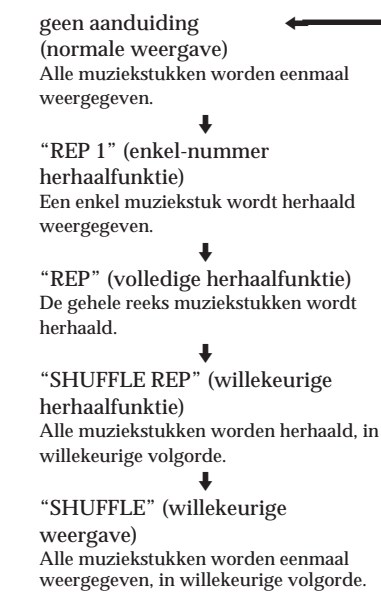 geen aanduiding
(normale weergave)
Alle muziekstukken worden eenmaal
weergegeven.
“REP 1” (enkel-nummer
herhaalfunktie)
Een enkel muziekstuk wordt herhaald
weergegeven.
“REP” (volledige herhaalfunktie)
De gehele reeks muziekstukken wordt
herhaald.
“SHUFFLE REP” (willekeurige
herhaalfunktie)
Alle muziekstukken worden herhaald, in
willekeurige volgorde.
“SHUFFLE” (willekeurige
weergave)
Alle muziekstukken worden eenmaal
weergegeven, in willekeurige volgorde.